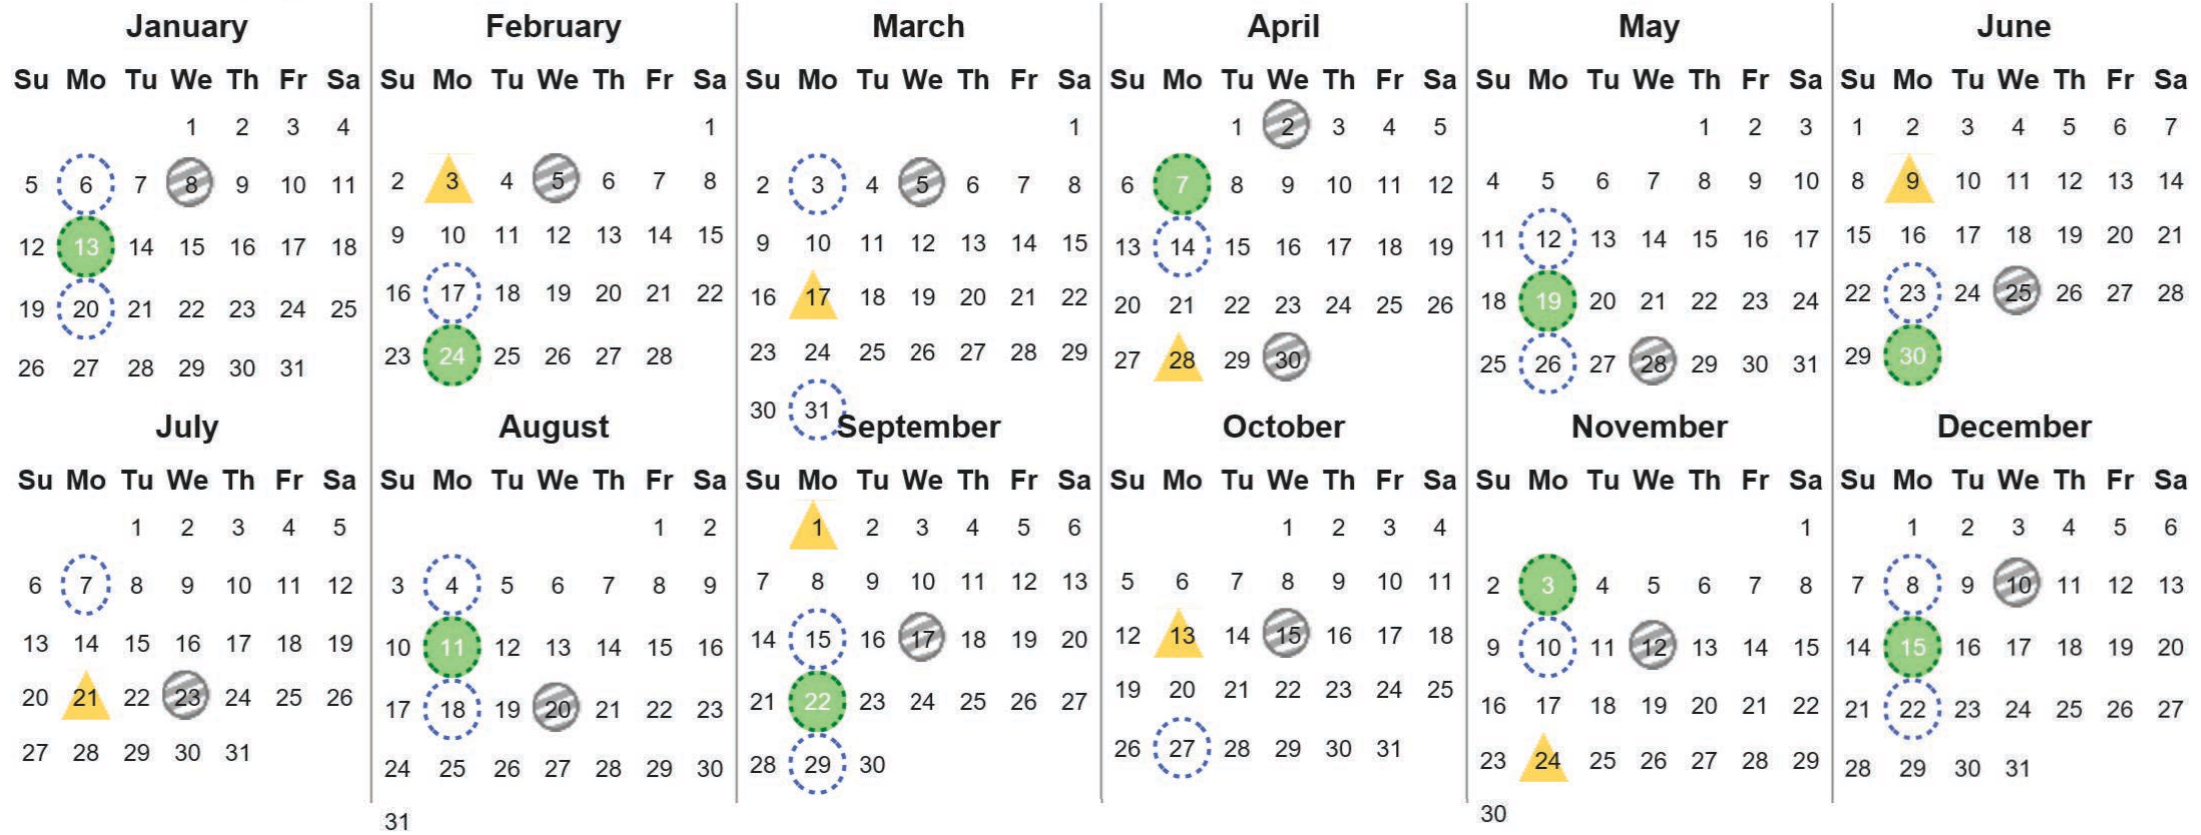 January
Su Mo Tu We Th Fr Sa
1 2 3 4
5 6 7 8 9 10 11
12 13 14 15 16 17 18
19 20 21 22 23 24 25
26 27 28 29 30 31
February
Su Mo Tu We Th Fr Sa
1
2 3 4 5 6 7 8
9 10 11 12 13 14 15
16 17 18 19 20 21 22
23 24 25 26 27 28
March
Su Mo Tu We Th Fr Sa
1
2 3 4 5 6 7 8
9 10 11 12 13 14 15
16 17 18 19 20 21 22
23 24 25 26 27 28 29
30 31
April
Su Mo Tu We Th Fr Sa
1 2 3 4 5
6 7 8 9 10 11 12
13 14 15 16 17 18 19
20 21 22 23 24 25 26
27 28 29 30
May
Su Mo Tu We Th Fr Sa
1 2 3
4 5 6 7 8 9 10
11 12 13 14 15 16 17
18 19 20 21 22 23 24
25 26 27 28 29 30 31
June
Su Mo Tu We Th Fr Sa
1 2 3 4 5 6 7
8 9 10 11 12 13 14
15 16 17 18 19 20 21
22 23 24 25 26 27 28
29 30
July
Su Mo Tu We Th Fr Sa
1 2 3 4 5
6 7 8 9 10 11 12
13 14 15 16 17 18 19
20 21 22 23 24 25 26
27 28 29 30 31
August
Su Mo Tu We Th Fr Sa
1 2
3 4 5 6 7 8 9
10 11 12 13 14 15 16
17 18 19 20 21 22 23
24 25 26 27 28 29 30
31
September
Su Mo Tu We Th Fr Sa
1 2 3 4 5 6
7 8 9 10 11 12 13
14 15 16 17 18 19 20
21 22 23 24 25 26 27
28 29 30
October
Su Mo Tu We Th Fr Sa
1 2 3 4
5 6 7 8 9 10 11
12 13 14 15 16 17 18
19 20 21 22 23 24 25
26 27 28 29 30 31
November
Su Mo Tu We Th Fr Sa
1
2 3 4 5 6 7 8
9 10 11 12 13 14 15
16 17 18 19 20 21 22
23 24 25 26 27 28 29
30
December
Su Mo Tu We Th Fr Sa
1 2 3 4 5 6
7 8 9 10 11 12 13
14 15 16 17 18 19 20
21 22 23 24 25 26 27
28 29 30 31